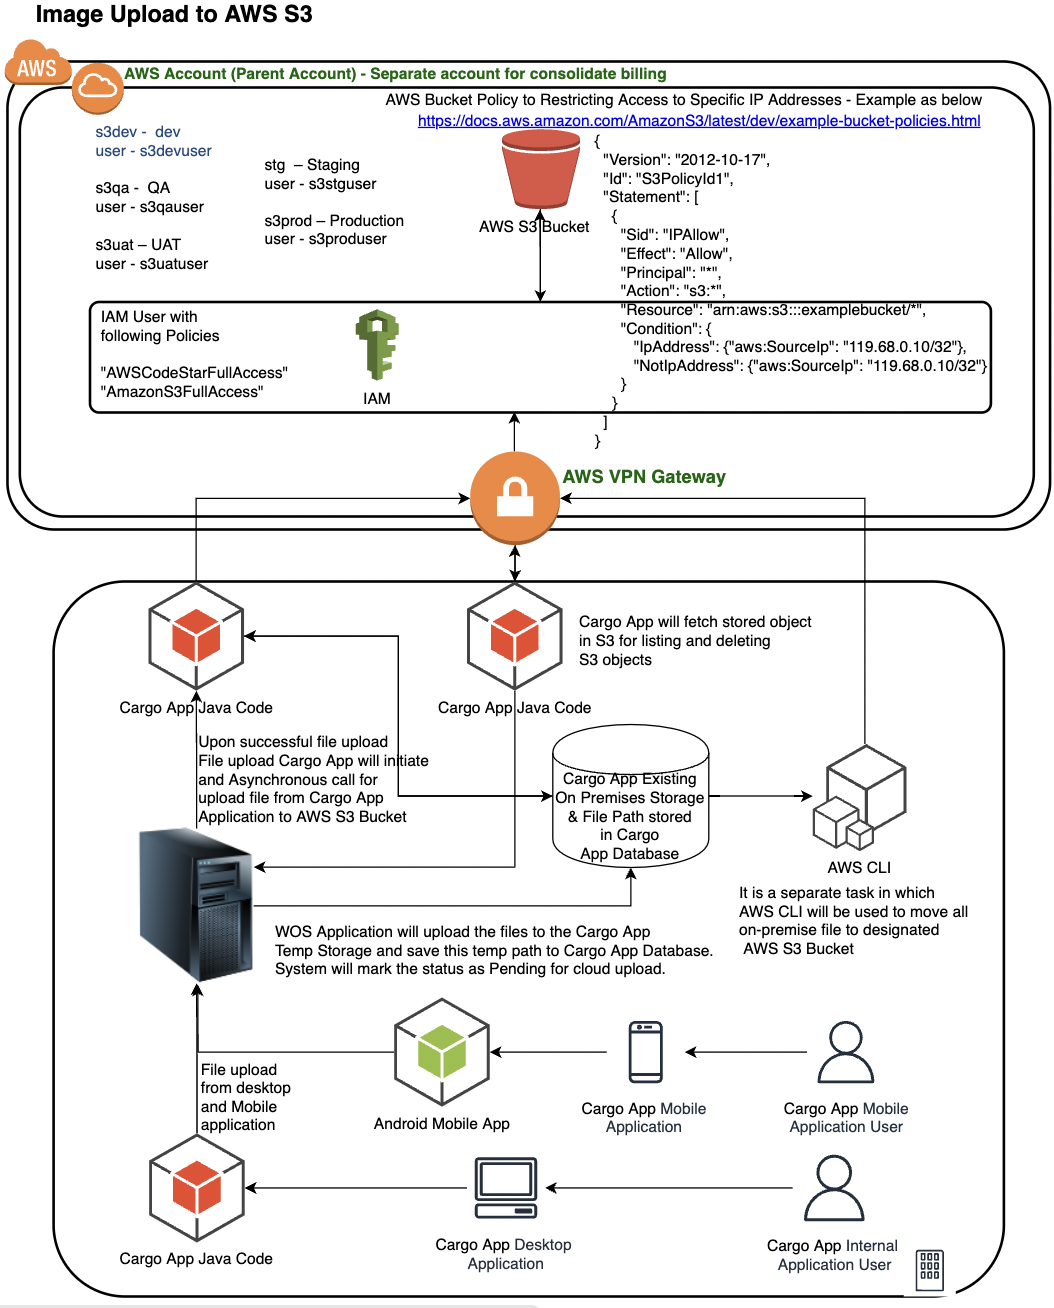 Image Upload to AWS S3
AWS
AWS Account (Parent Account) - Separate account for consolidate billing
AWS Bucket Policy to Restricting Access to Specific IP Addresses - Example as below
https://docs.aws.amazon.com/AmazonS3/latest/dev/example-bucket-policies.html
s3dev - dev
user - s3devuser
s3qa - QA
user - s3qauser
s3uat – UAT
user - s3uatuser
stg – Staging
user - s3stguser
s3prod – Production
user - s3produser
AWS S3 Bucket
{
"Version": "2012-10-17",
"Id": "S3PolicyId1",
"Statement": [
{
"Sid": "IPAllow",
"Effect": "Allow",
"Principal": "*",
"Action": "s3:*",
"Resource": "arn:aws:s3:::examplebucket/*",
"Condition": {
"IpAddress": {"aws:SourceIp": "119.68.0.10/32"},
"NotIpAddress": {"aws:SourceIp": "119.68.0.10/32"}
}
}
]
}
IAM User with
following Policies
"AWSCodeStarFullAccess"
"AmazonS3FullAccess"
IAM
AWS VPN Gateway
Cargo App Java Code
Cargo App Java Code
Cargo App will fetch stored object
in S3 for listing and deleting
S3 objects
Upon successful file upload
File upload Cargo App will initiate
and Asynchronous call for
upload file from Cargo App
Application to AWS S3 Bucket
Cargo App Existing
On Premises Storage
& File Path stored
in Cargo
App Database
AWS CLI
It is a separate task in which
AWS CLI will be used to move all
on-premise file to designated
AWS S3 Bucket
WOS Application will upload the files to the Cargo App
Temp Storage and save this temp path to Cargo App Database.
System will mark the status as Pending for cloud upload.
File upload
from desktop
and Mobile
application
Android Mobile App
Cargo App Mobile
Application
Cargo App Mobile
Application User
Cargo App Java Code
Cargo App Desktop
Application
Cargo App Internal
Application User